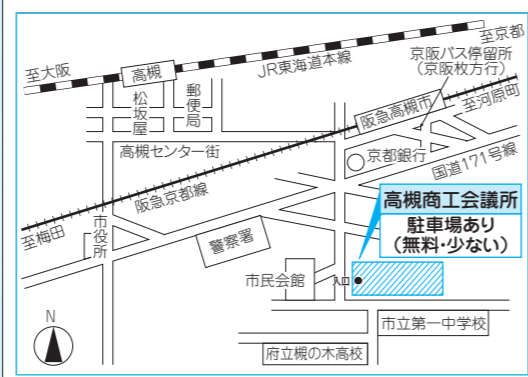 至京都
京阪バス停留所
(京阪枚方行)
JR東海道本線
至大阪
高槻
松坂屋
郵便局
阪急高槻市
至河原町
高槻センター街
京都銀行
国道171号線
阪急京都線
高槻商工会議所
駐車場あり
(無料・少ない)
至梅田
市役所
警察署
市民会館
入口
市立第一中学校
府立槻の木高校
N